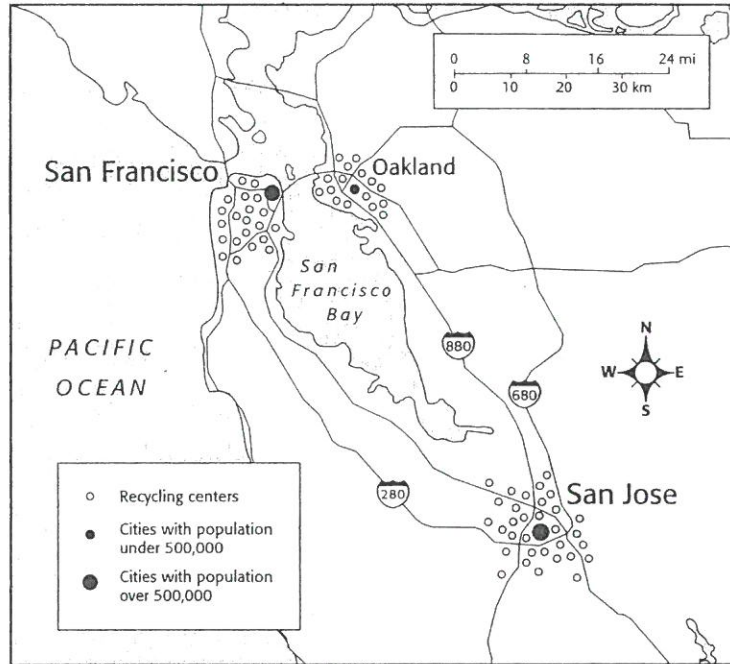 0 8 16 24 mi
0 10 20 30 km
San Francisco
Oakland
San
Francisco
Bay
PACIFIC
OCEAN
880
680
N
W E
S
280
San Jose
Recycling centers
Cities with population
under 500,000
Cities with population
over 500,000